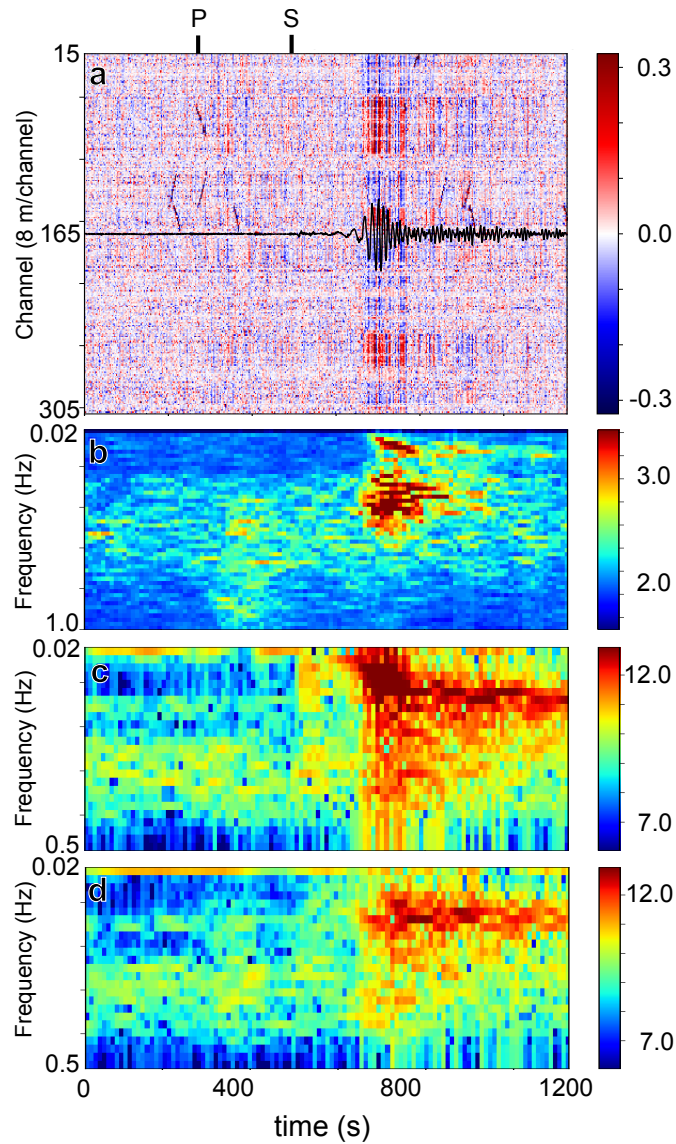 P S
a
15
165
305
Channel (8 m/channel)
0.3
0.0
-0.3
b
0.02
1.0
Frequency (Hz)
3.0
2.0
c
0.02
0.5
Frequency (Hz)
12.0
7.0
d
0.02
0.5
Frequency (Hz)
12.0
7.0
0 400 800 1200
time (s)